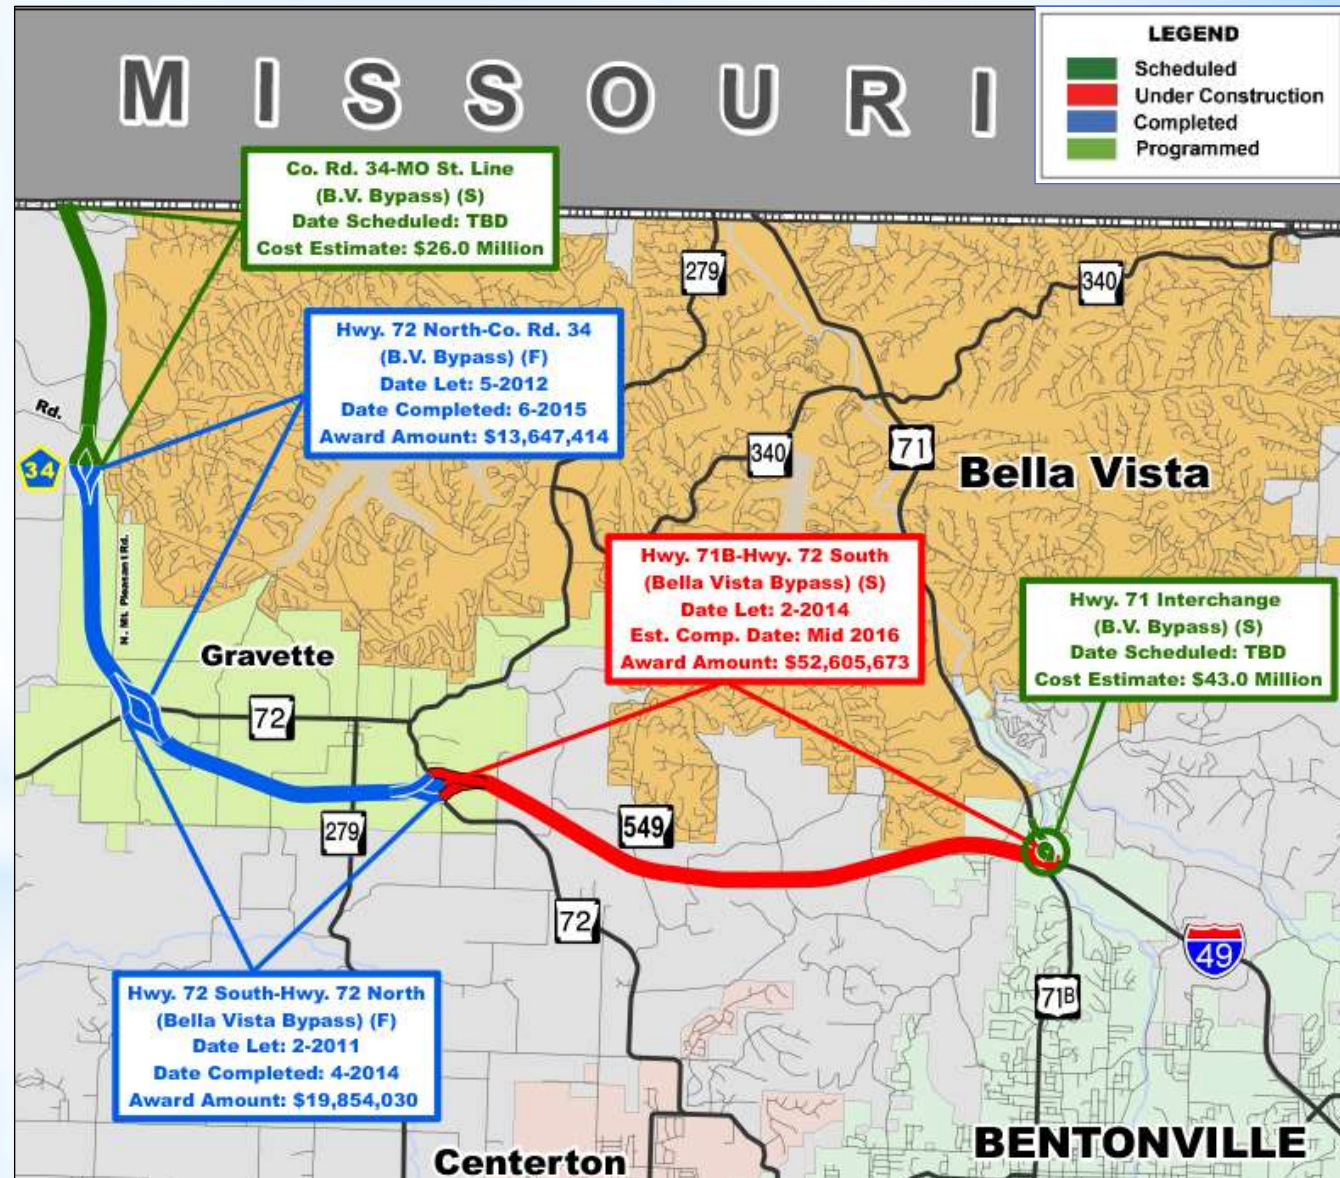 MISSOURI
LEGEND
Scheduled
Under Construction
Completed
Programmed
Co. Rd. 34-MO St. Line
(B.V. Bypass) (S)
Date Scheduled: TBD
Cost Estimate: $26.0 Million
279
340
Hwy. 72 North-Co. Rd. 34
(B.V. Bypass) (F)
Date Let: 5-2012
Date Completed: 6-2015
Award Amount: $13,647,414
Rd.
34
340
71
Bella Vista
N. Mt. Pleasant Rd.
Hwy. 71B-Hwy. 72 South
(Bella Vista Bypass) (S)
Date Let: 2-2014
Est. Comp. Date: Mid 2016
Award Amount: $52,605,673
Hwy. 71 Interchange
(B.V. Bypass) (S)
Date Scheduled: TBD
Cost Estimate: $43.0 Million
Gravette
72
279
549
72
49
71B
Hwy. 72 South-Hwy. 72 North
(Bella Vista Bypass) (F)
Date Let: 2-2011
Date Completed: 4-2014
Award Amount: $19,854,030
Centerton
BENTONVILLE